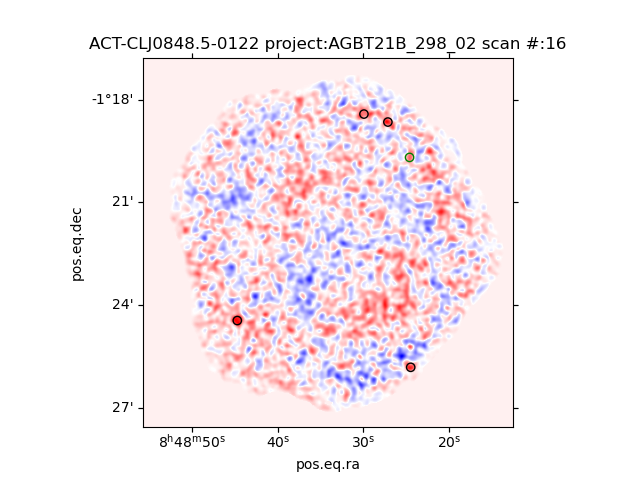 ACT-CLJ0848.5-0122 project:AGBT21B_298_02 scan #:16
-1°18'
21'
24'
27'
pos.eq.dec
8ʰ48ᵐ50ˢ 40ˢ 30ˢ 20ˢ
pos.eq.ra